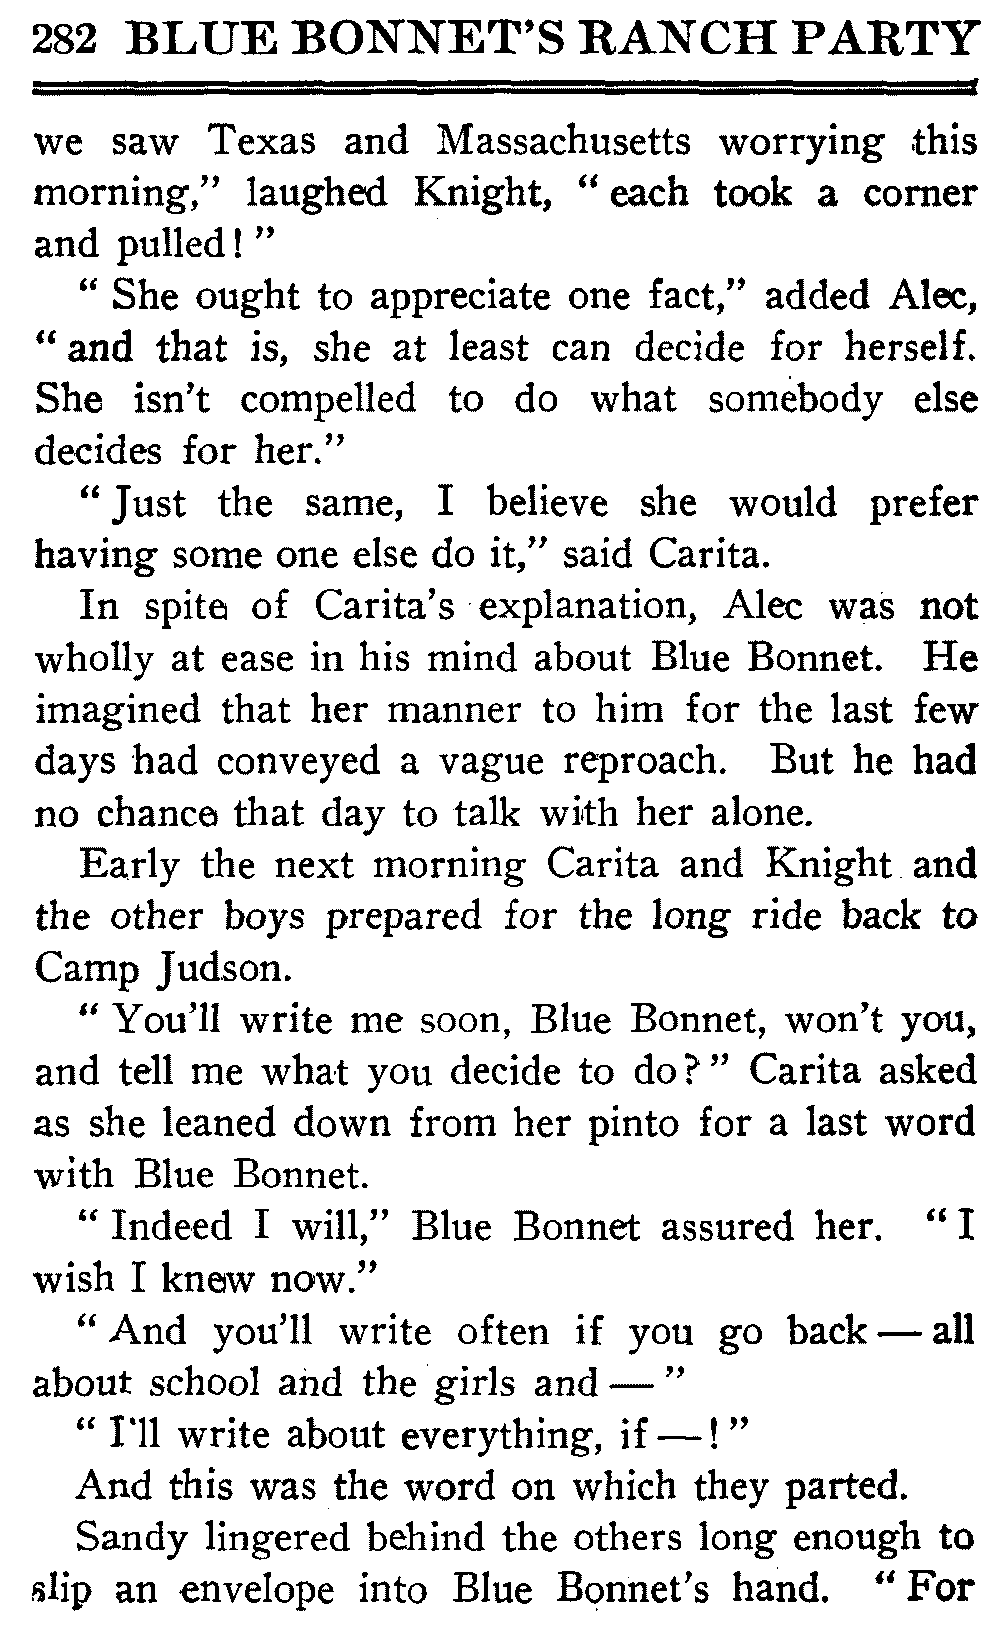 282 BLUE BONNET'S RANCH PARTY
we saw Texas and Massachusetts worrying this
morning," laughed Knight, "each took a corner
and pulled!"
"She ought to appreciate one fact," added Alec,
"and that is, she at least can decide for herself.
She isn't compelled to do what somebody else
decides for her."
"Just the same, I believe she would prefer
having some one else do it," said Carita.
In spite of Carita's explanation, Alec was not
wholly at ease in his mind about Blue Bonnet. He
imagined that her manner to him for the last few
days had conveyed a vague reproach. But he had
no chance that day to talk with her alone.
Early the next morning Carita and Knight and
the other boys prepared for the long ride back to
Camp Judson.
"You'll write me soon, Blue Bonnet, won't you,
and tell me what you decide to do?" Carita asked
as she leaned down from her pinto for a last word
with Blue Bonnet.
"Indeed I will," Blue Bonnet assured her. "I
wish I knew now."
"And you'll write often if you go back — all
about school and the girls and — "
"I'll write about everything, if — !"
And this was the word on which they parted.
Sandy lingered behind the others long enough to
slip an envelope into Blue Bonnet's hand. "For